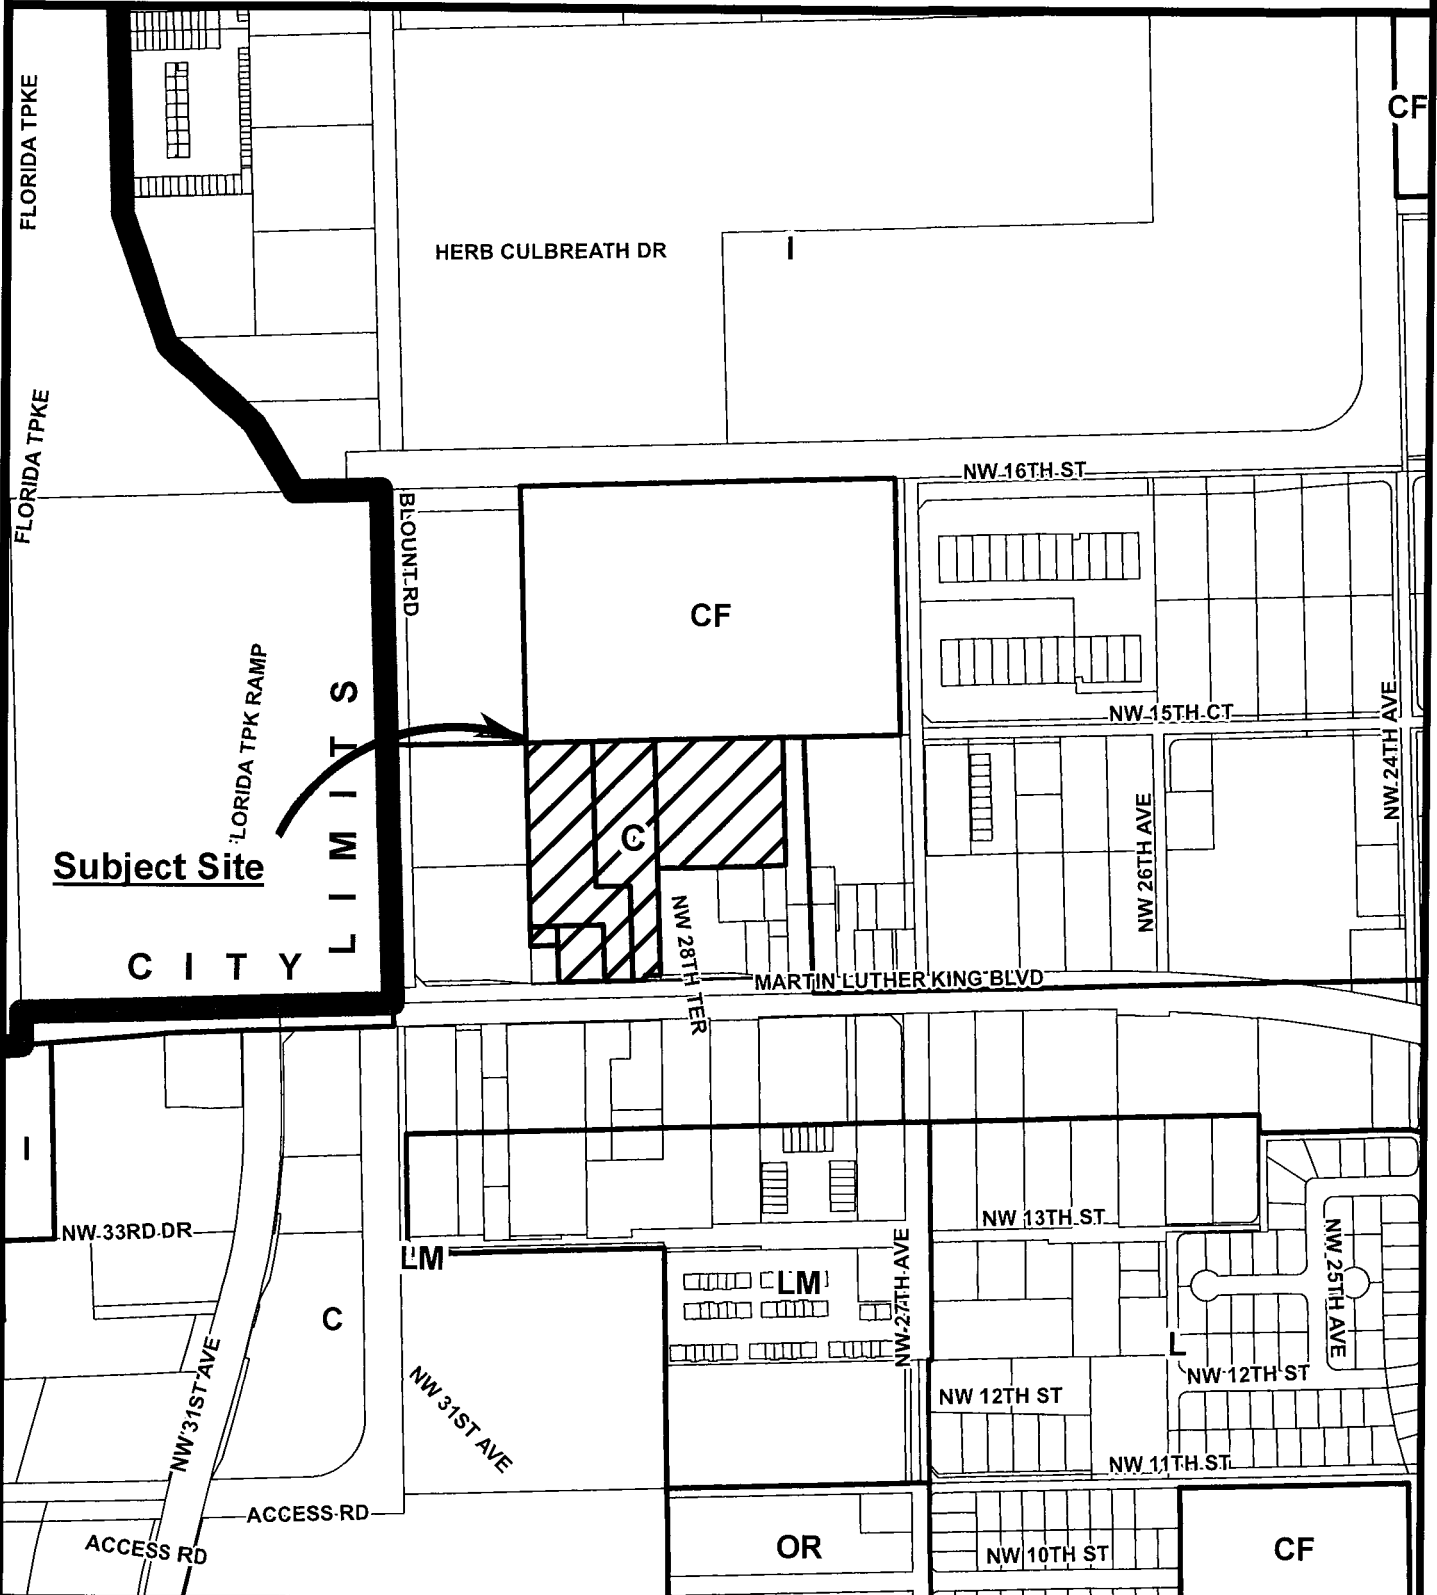 FLORIDA TPKE
CF
HERB CULBREATH DR
I
FLORIDA TPKE
NW 16TH ST
BLOUNT RD
CF
LORIDA TPK RAMP
NW 15TH CT
NW 24TH AVE
C
Subject Site
NW 26TH AVE
CITY LIMITS
NW 28TH TER
MARTIN LUTHER KING BLVD
I
NW 33RD DR
NW 13TH ST
LM
LM
NW 27TH AVE
NW 25TH AVE
C
L
NW 12TH ST
NW 31ST AVE
NW 31ST AVE
NW 12TH ST
NW 11TH ST
ACCESS RD
ACCESS RD
OR
NW 10TH ST
CF